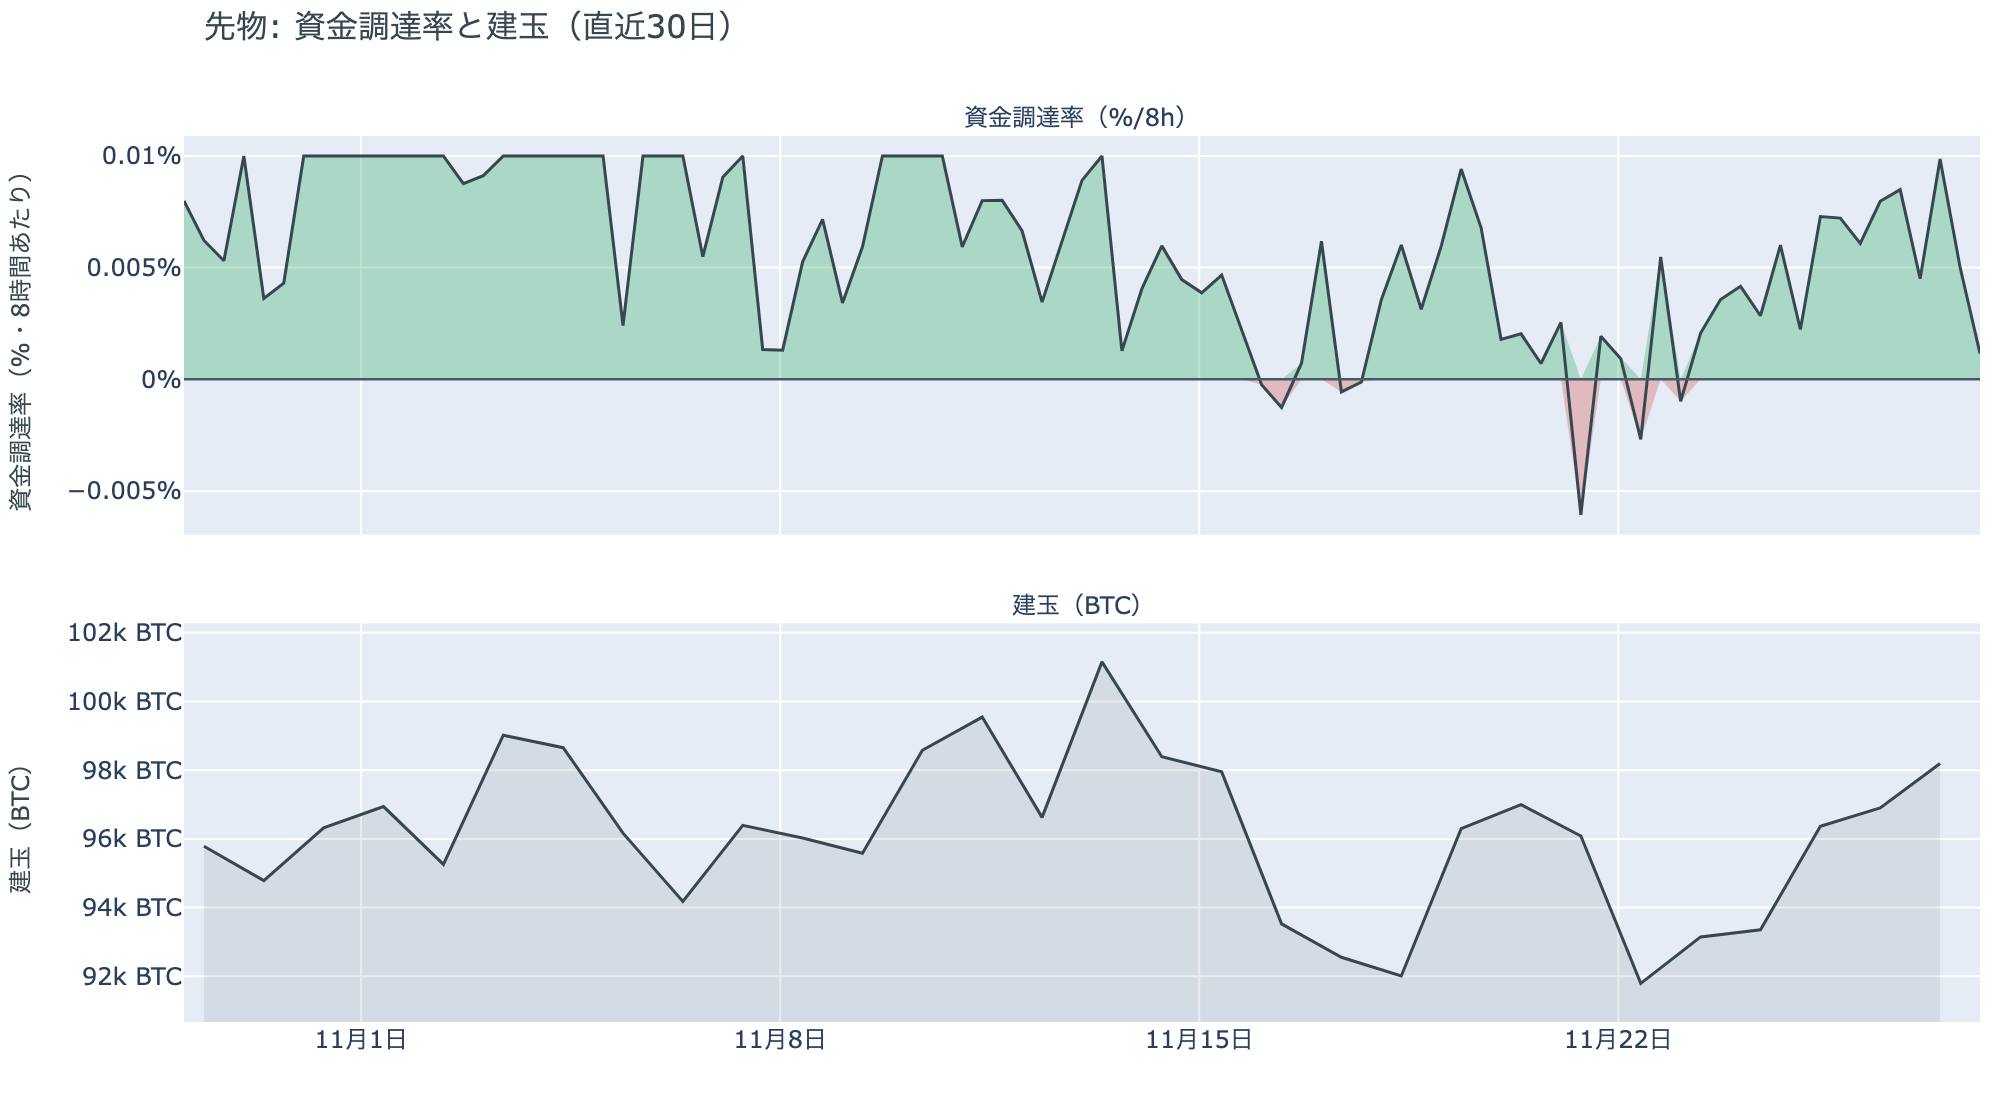 先物: 資金調達率と建玉（直近30日）
資金調達率（%/8h）
資金調達率（%・8時間あたり）
0.01%
0.005%
0%
−0.005%
建玉（BTC）
建玉（BTC）
102k BTC
100k BTC
98k BTC
96k BTC
94k BTC
92k BTC
11月1日
11月8日
11月15日
11月22日